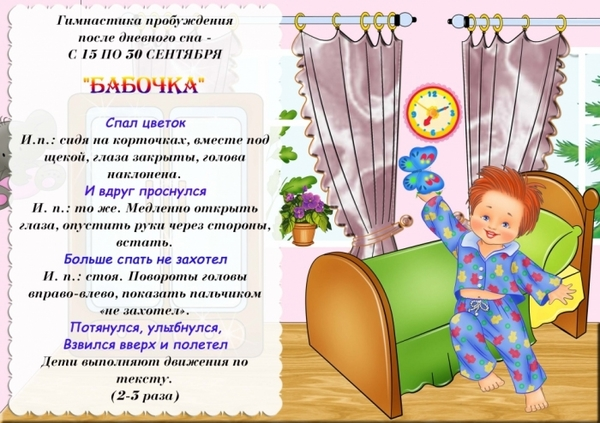 Гимнастика пробуждения
после дневного сна -
С 15 ПО 30 СЕНТЯБРЯ
"БАБОЧКА"
Спал цветок
И.п.: сидя на корточках, вместе под
щекой, глаза закрыты, голова
наклонена.
И вдруг проснулся
И. п.: то же. Медленно открыть
глаза, опустить руки через стороны,
встать.
Больше спать не захотел
И. п.: стоя. Повороты головы
вправо-влево, показать пальчиком
«не захотел».
Потянулся, улыбнулся,
Взвился вверх и полетел
Дети выполняют движения по
тексту.
(2-3 раза)